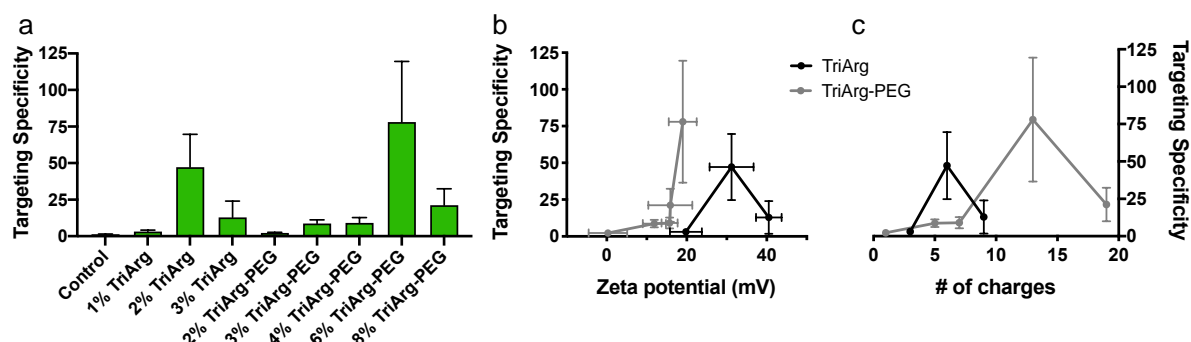 a
Targeting Specificity
125
100
75
50
25
0
Control
1% TriArg
2% TriArg
3% TriArg
2% TriArg-PEG
3% TriArg-PEG
4% TriArg-PEG
6% TriArg-PEG
8% TriArg-PEG
b
Targeting Specificity
125
100
75
50
25
0
0 20 40
Zeta potential (mV)
TriArg
TriArg-PEG
c
0 5 10 15 20
# of charges
125
100
75
50
25
0
Targeting Specificity